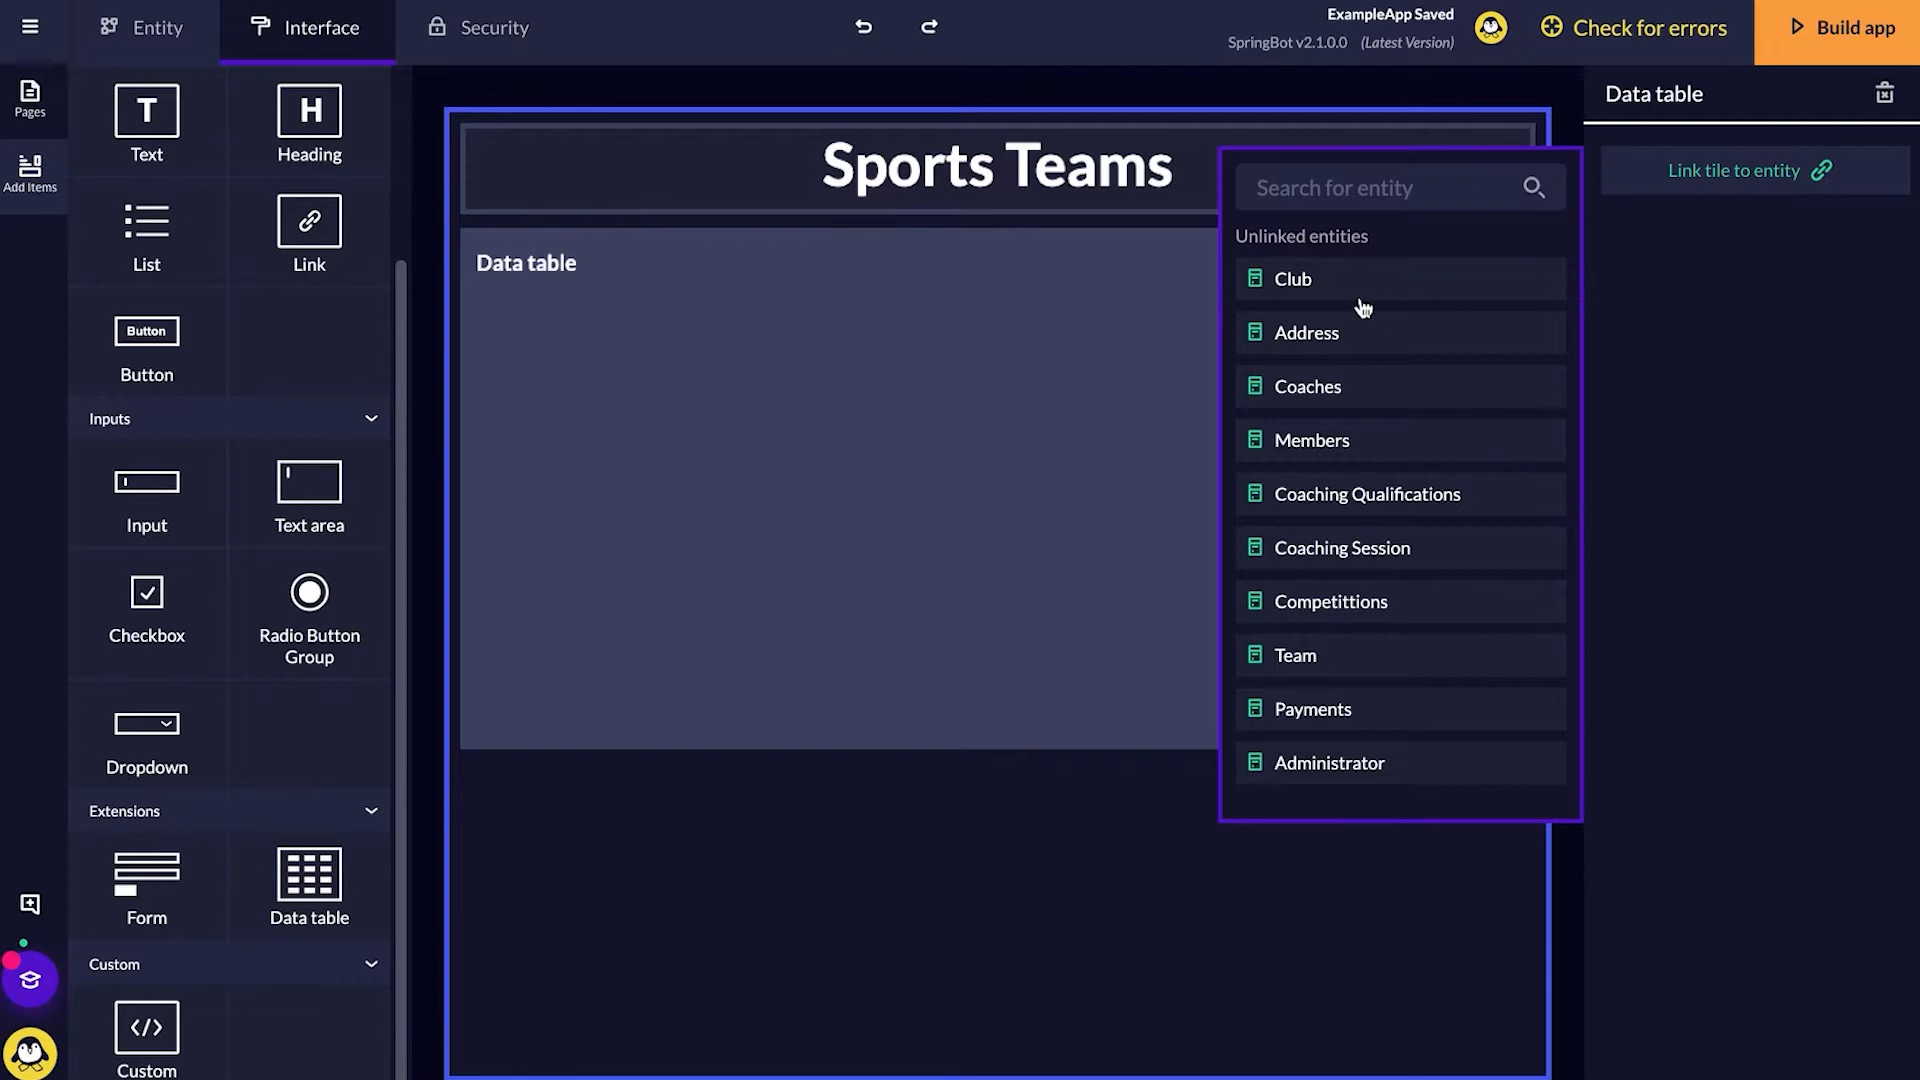 Entity
Interface
Security
ExampleApp Saved
SpringBot v2.1.0.0 (Latest Version)
Check for errors
Build app
Pages
Add Items
T
Text
H
Heading
List
Link
Button
Button
Inputs
Input
Text area
Checkbox
Radio Button
Group
Dropdown
Extensions
Form
Data table
Custom
Custom
Sports Teams
Data table
Search for entity
Unlinked entities
Club
Address
Coaches
Members
Coaching Qualifications
Coaching Session
Competittions
Team
Payments
Administrator
Data table
Link tile to entity